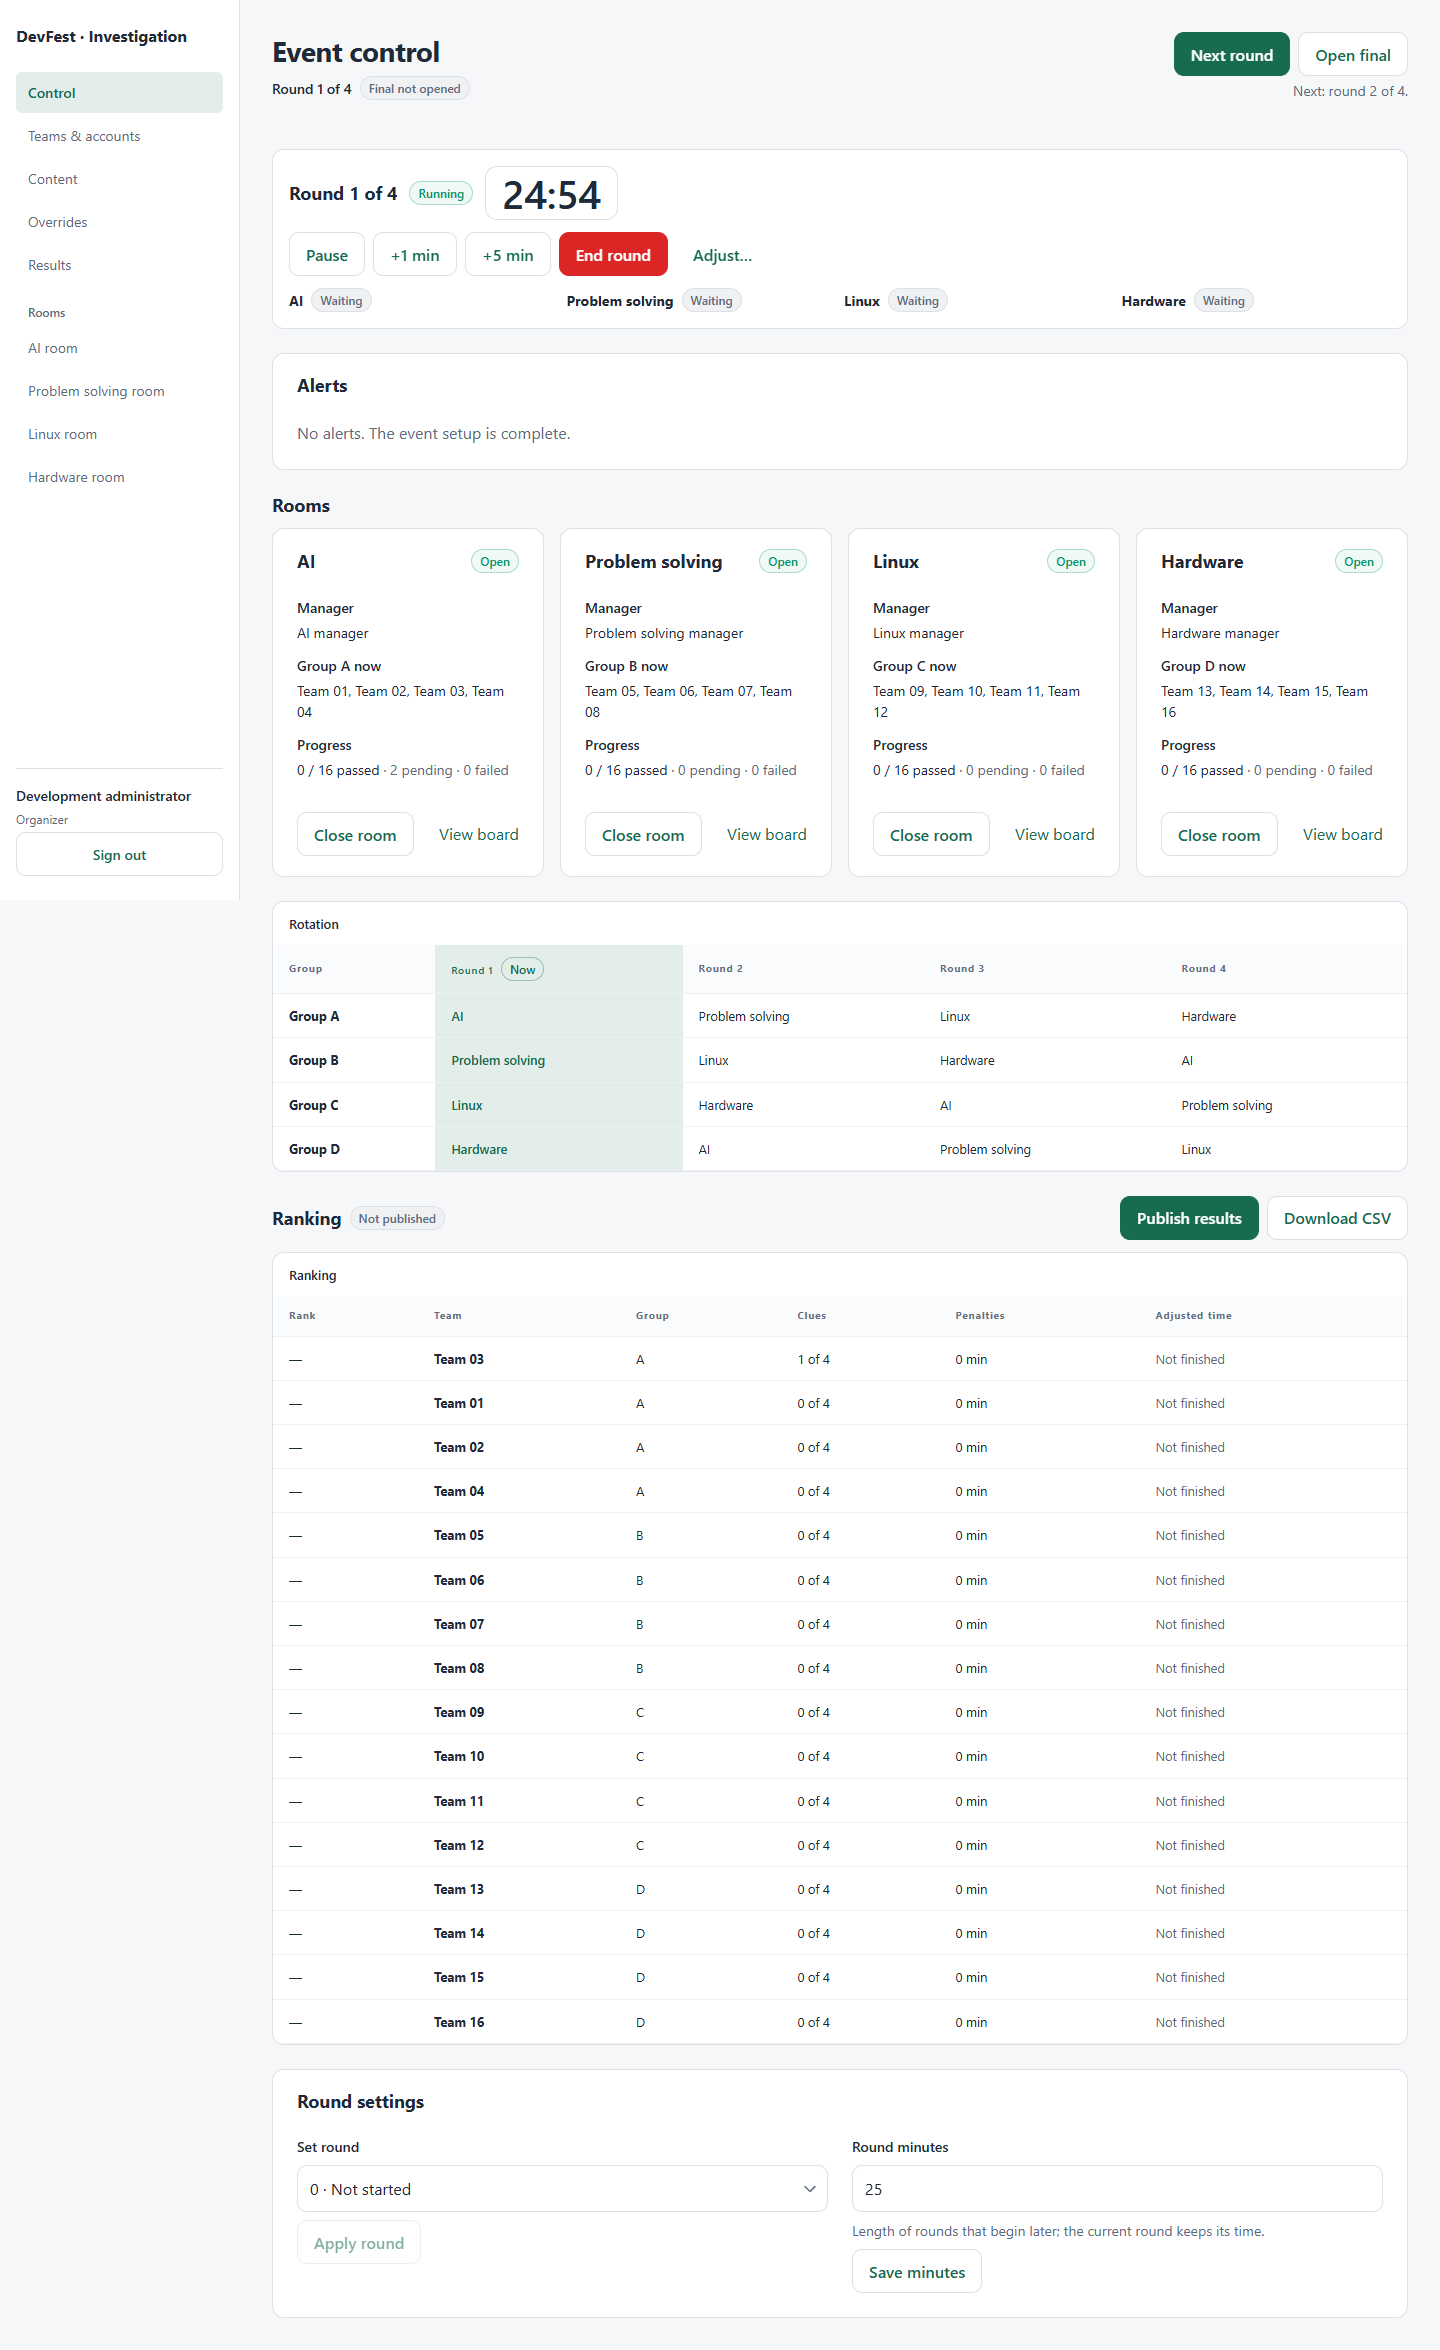 DevFest · Investigation
Control
Teams & accounts
Content
Overrides
Results
Rooms
AI room
Problem solving room
Linux room
Hardware room
Development administrator
Organizer
Sign out
Event control
Round 1 of 4 Final not opened
Next round Open final
Next: round 2 of 4.
Round 1 of 4 Running 24:54
Pause +1 min +5 min End round Adjust...
AI Waiting Problem solving Waiting Linux Waiting Hardware Waiting
Alerts
No alerts. The event setup is complete.
Rooms
AI Open
Manager
AI manager
Group A now
Team 01, Team 02, Team 03, Team
04
Progress
0 / 16 passed · 2 pending · 0 failed
Close room View board
Problem solving Open
Manager
Problem solving manager
Group B now
Team 05, Team 06, Team 07, Team
08
Progress
0 / 16 passed · 0 pending · 0 failed
Close room View board
Linux Open
Manager
Linux manager
Group C now
Team 09, Team 10, Team 11, Team
12
Progress
0 / 16 passed · 0 pending · 0 failed
Close room View board
Hardware Open
Manager
Hardware manager
Group D now
Team 13, Team 14, Team 15, Team
16
Progress
0 / 16 passed · 0 pending · 0 failed
Close room View board
Rotation
Group Round 1 Now Round 2 Round 3 Round 4
Group A AI Problem solving Linux Hardware
Group B Problem solving Linux Hardware AI
Group C Linux Hardware AI Problem solving
Group D Hardware AI Problem solving Linux
Ranking Not published Publish results Download CSV
Ranking
Rank Team Group Clues Penalties Adjusted time
— Team 03 A 1 of 4 0 min Not finished
— Team 01 A 0 of 4 0 min Not finished
— Team 02 A 0 of 4 0 min Not finished
— Team 04 A 0 of 4 0 min Not finished
— Team 05 B 0 of 4 0 min Not finished
— Team 06 B 0 of 4 0 min Not finished
— Team 07 B 0 of 4 0 min Not finished
— Team 08 B 0 of 4 0 min Not finished
— Team 09 C 0 of 4 0 min Not finished
— Team 10 C 0 of 4 0 min Not finished
— Team 11 C 0 of 4 0 min Not finished
— Team 12 C 0 of 4 0 min Not finished
— Team 13 D 0 of 4 0 min Not finished
— Team 14 D 0 of 4 0 min Not finished
— Team 15 D 0 of 4 0 min Not finished
— Team 16 D 0 of 4 0 min Not finished
Round settings
Set round
0 · Not started
Apply round
Round minutes
25
Length of rounds that begin later; the current round keeps its time.
Save minutes